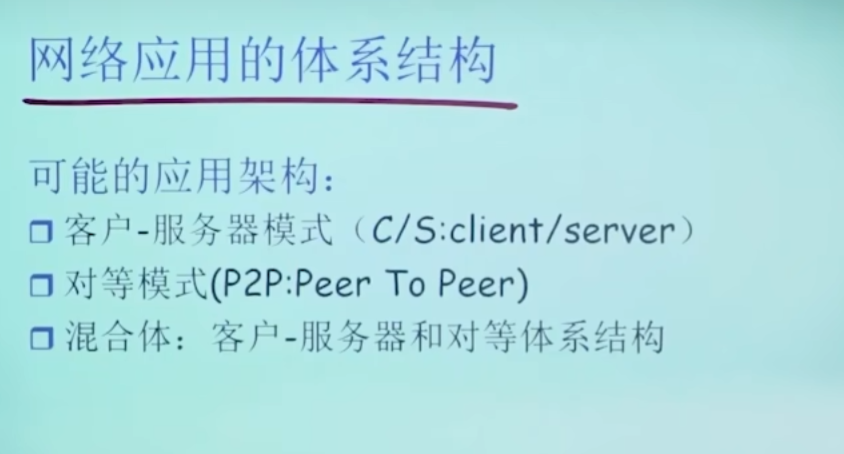 网络应用的体系结构
可能的应用架构：
客户-服务器模式（C/S:client/server）
对等模式(P2P:Peer To Peer)
混合体：客户-服务器和对等体系结构